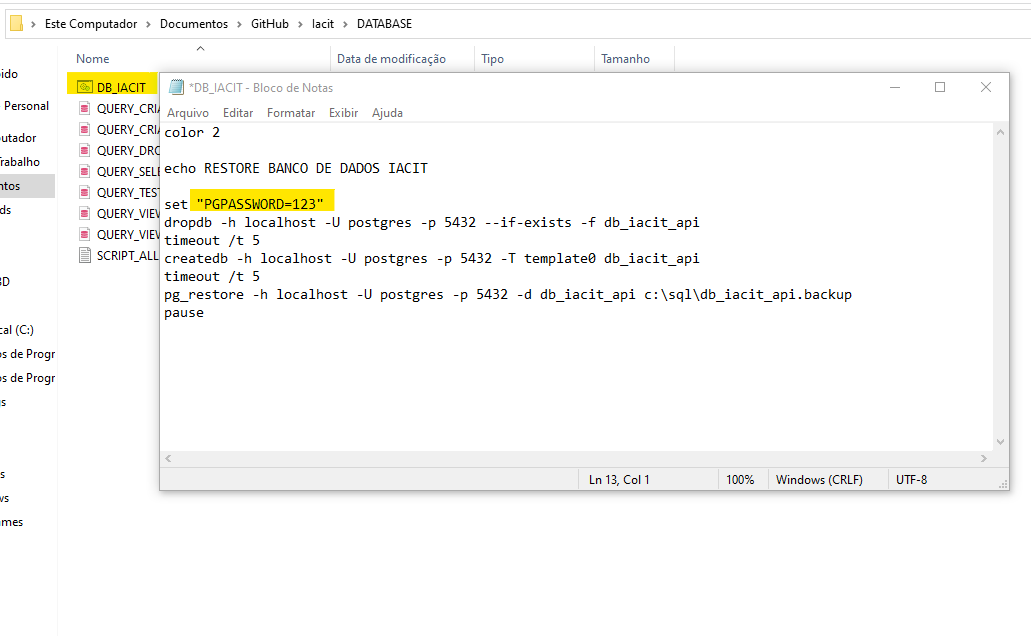 Este Computador > Documentos > GitHub > Iacit > DATABASE
Nome
Data de modificação
Tipo
Tamanho
ido
Personal
utador
rabalho
ntos
ds
3D
cal (C:)
os de Progr
os de Progr
s
s
ws
ames
DB_IACIT
QUERY_CRIA
QUERY_CRIA
QUERY_DRO
QUERY_SELE
QUERY_TEST
QUERY_VIEW
QUERY_VIEW
SCRIPT_ALL
*DB_IACIT - Bloco de Notas
Arquivo Editar Formatar Exibir Ajuda
color 2
echo RESTORE BANCO DE DADOS IACIT
set "PGPASSWORD=123"
dropdb -h localhost -U postgres -p 5432 --if-exists -f db_iacit_api
timeout /t 5
createdb -h localhost -U postgres -p 5432 -T template0 db_iacit_api
timeout /t 5
pg_restore -h localhost -U postgres -p 5432 -d db_iacit_api c:\sql\db_iacit_api.backup
pause
Ln 13, Col 1
100%
Windows (CRLF)
UTF-8